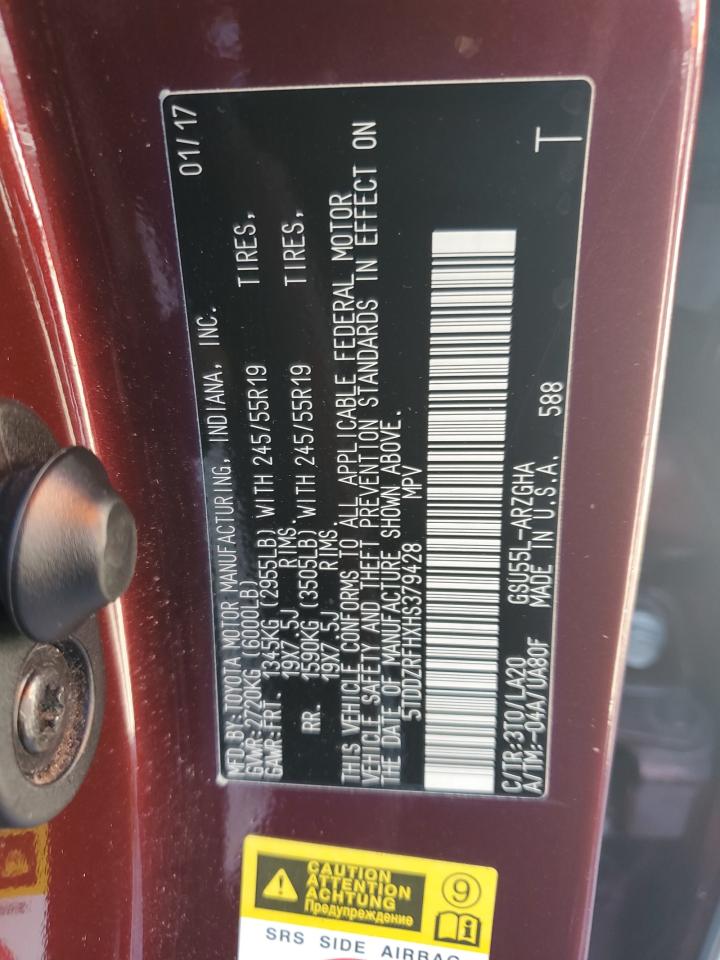 MFD.BY:TOYOTA MOTOR MANUFACTURING, INDIANA, INC. 01/17
GVWR:2720KG (6000LB)
GAWR:FRT. 1345KG (2955LB) WITH 245/55R19 TIRES,
19X7.5J RIMS.
RR. 1590KG (3505LB) WITH 245/55R19 TIRES,
19X7.5J RIMS.
THIS VEHICLE CONFORMS TO ALL APPLICABLE FEDERAL MOTOR
VEHICLE SAFETY AND THEFT PREVENTION STANDARDS IN EFFECT ON
THE DATE OF MANUFACTURE SHOWN ABOVE.
5TDDZRFHXHS379428 MPV
C/TR:3T0/LA20 GSU55L-ARZGHA
A/TM:-04A/UA80F MADE IN U.S.A. 588 T
CAUTION
ATTENTION
ACHTUNG
Предупреждение
9
i
SRS SIDE AIRBAG